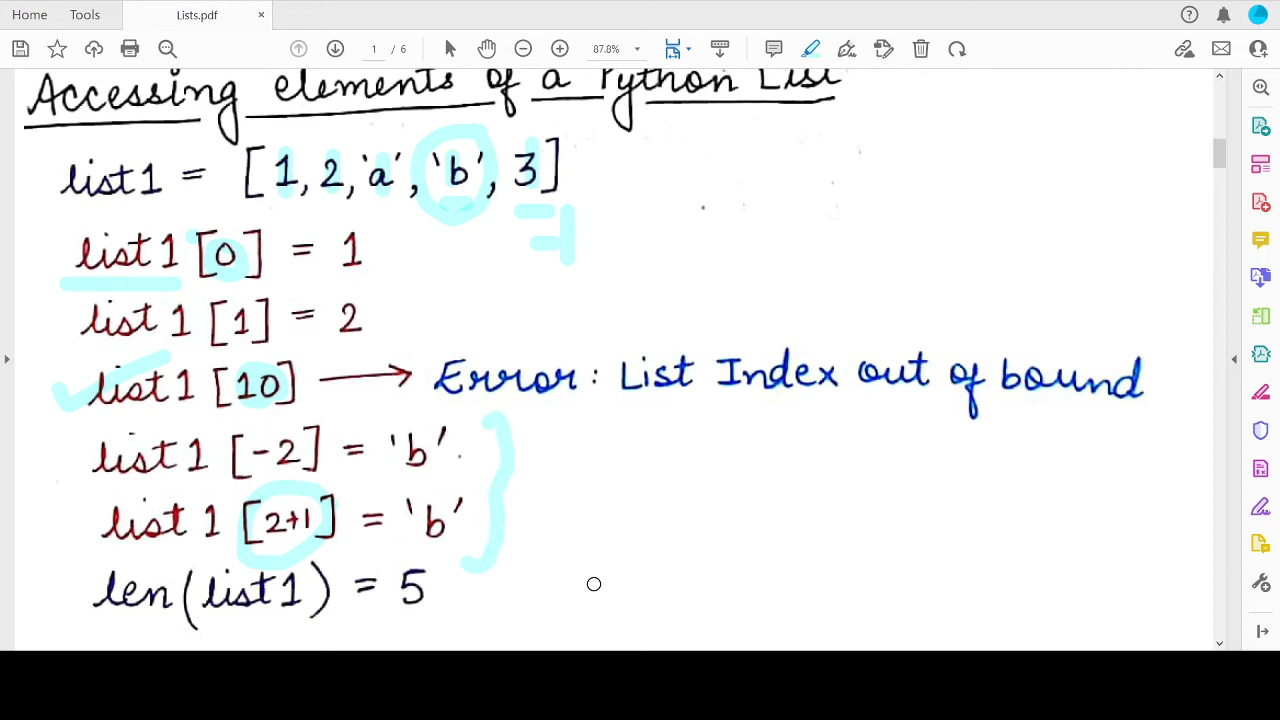 Home Tools Lists.pdf ×
1 / 6 87.8%
Accessing elements of a Python List
list1 = [1, 2, 'a', 'b', 3]
-1
list1 [0] = 1
list1 [1] = 2
list1 [10] → Error: List Index out of bound
list1 [-2] = 'b'
list1 [2+1] = 'b'
len(list1) = 5